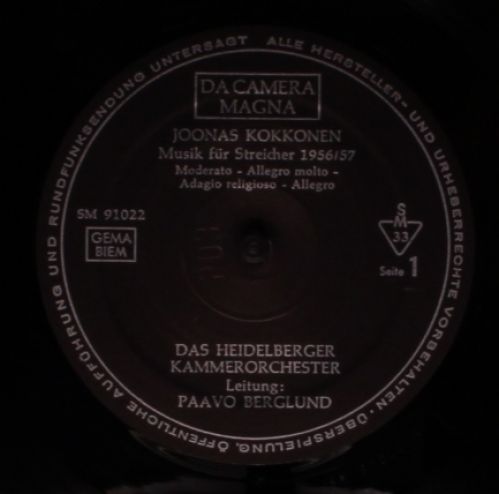 ALLE HERSTELLER- UND URHEBERRECHTE VORBEHALTEN · ÜBERSPIELUNG, ÖFFENTLICHE AUFFÜHRUNG UND RUNDFUNKSENDUNG UNTERSAGT
DA CAMERA
MAGNA
JOONAS KOKKONEN
Musik für Streicher 1956/57
Moderato - Allegro molto -
Adagio religioso - Allegro
SM 91022
GEMA
BIEM
S
M
33
Seite 1
DAS HEIDELBERGER
KAMMERORCHESTER
Leitung:
PAAVO BERGLUND